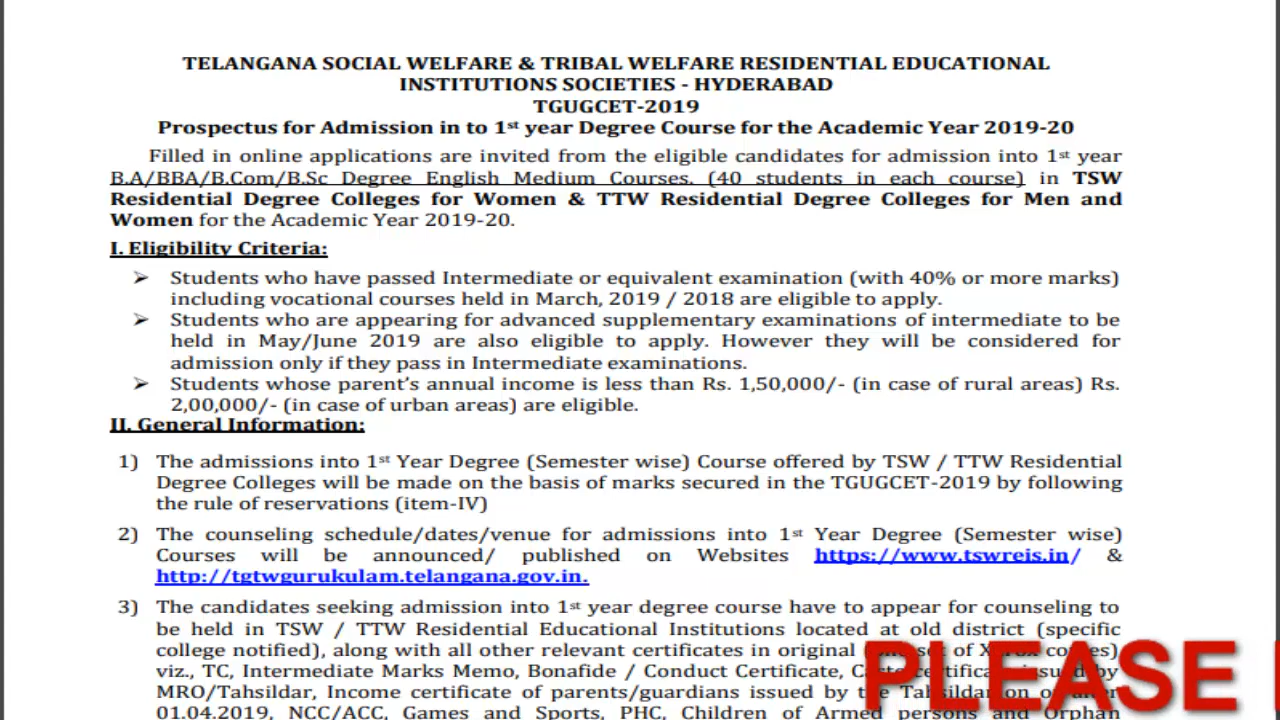 TELANGANA SOCIAL WELFARE & TRIBAL WELFARE RESIDENTIAL EDUCATIONAL
INSTITUTIONS SOCIETIES - HYDERABAD
TGUGCET-2019
Prospectus for Admission in to 1st year Degree Course for the Academic Year 2019-20
Filled in online applications are invited from the eligible candidates for admission into 1st year
B.A/BBA/B.Com/B.Sc Degree English Medium Courses. (40 students in each course) in TSW
Residential Degree Colleges for Women & TTW Residential Degree Colleges for Men and
Women for the Academic Year 2019-20.
I. Eligibility Criteria:
➢ Students who have passed Intermediate or equivalent examination (with 40% or more marks)
including vocational courses held in March, 2019 / 2018 are eligible to apply.
➢ Students who are appearing for advanced supplementary examinations of intermediate to be
held in May/June 2019 are also eligible to apply. However they will be considered for
admission only if they pass in Intermediate examinations.
➢ Students whose parent's annual income is less than Rs. 1,50,000/- (in case of rural areas) Rs.
2,00,000/- (in case of urban areas) are eligible.
II. General Information:
1) The admissions into 1st Year Degree (Semester wise) Course offered by TSW / TTW Residential
Degree Colleges will be made on the basis of marks secured in the TGUGCET-2019 by following
the rule of reservations (item-IV)
2) The counseling schedule/dates/venue for admissions into 1st Year Degree (Semester wise)
Courses will be announced/ published on Websites https://www.tswreis.in/ &
http://tgtwgurukulam.telangana.gov.in.
3) The candidates seeking admission into 1st year degree course have to appear for counseling to
be held in TSW / TTW Residential Educational Institutions located at old district (specific
college notified), along with all other relevant certificates in original set of
viz., TC, Intermediate Marks Memo, Bonafide / Conduct Certificate, by
MRO/Tahsildar, Income certificate of parents/guardians issued by the Tahsildar on or after
01.04.2019, NCC/ACC, Games and Sports, PHC, Children of Armed persons and Orphan
PLEASE